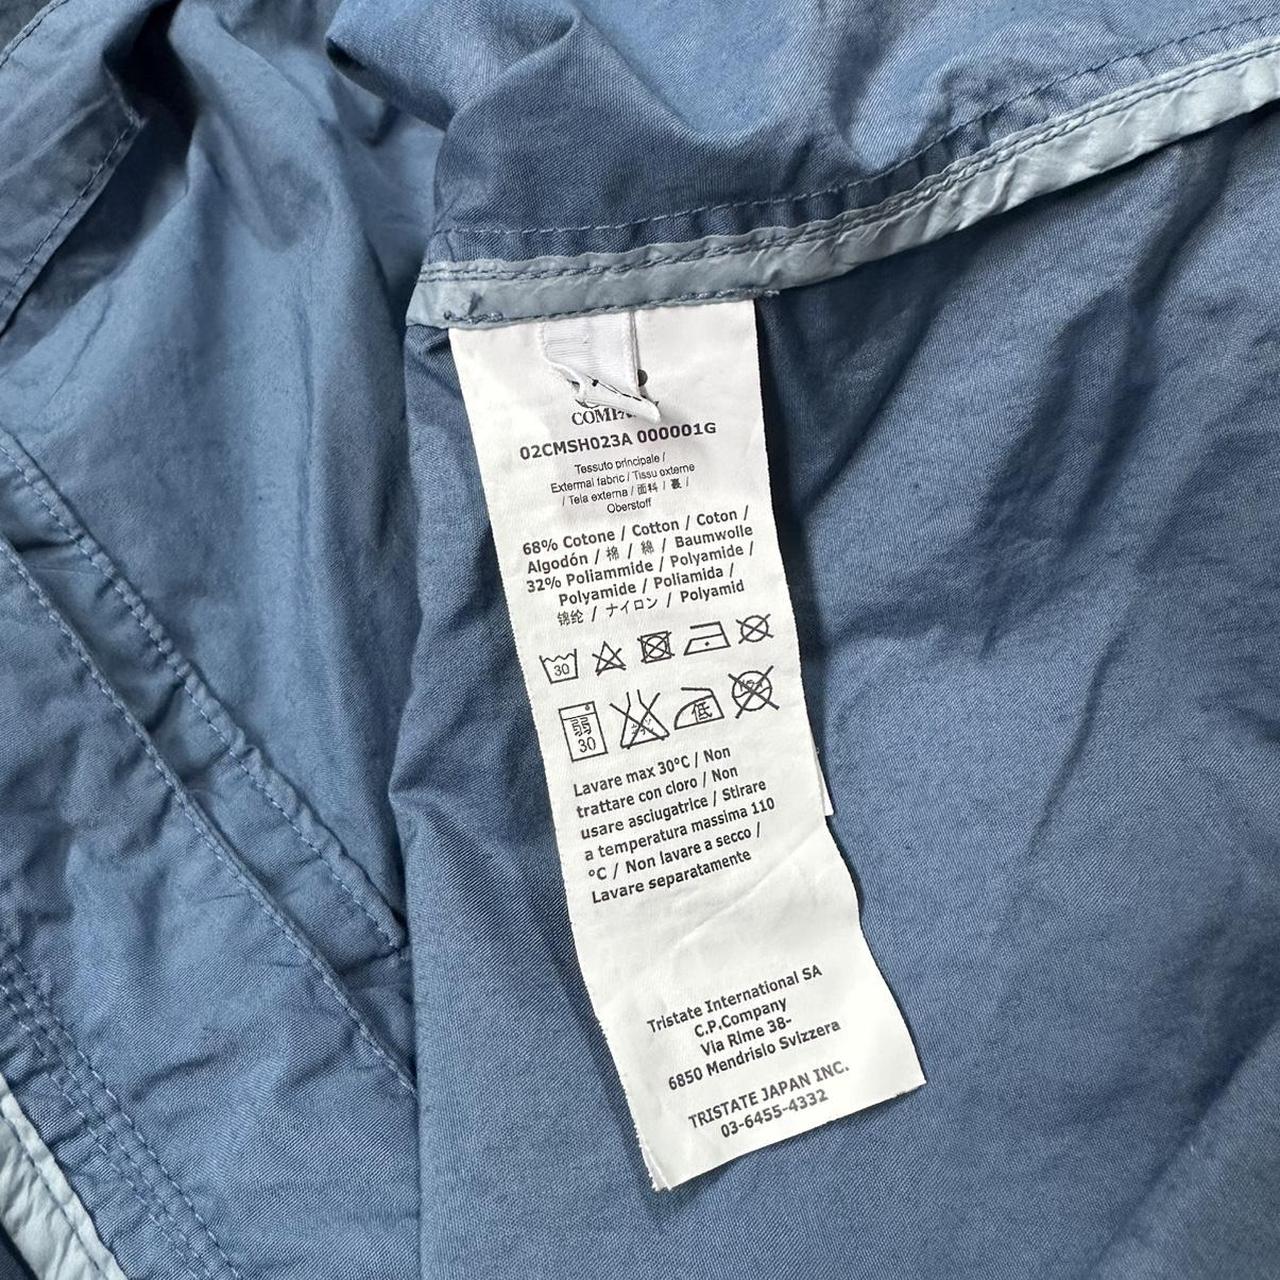 COMPANY
02CMSH023A 000001G
Tessuto principale /
External fabric / Tissu externe
/ Tela externa / 面料 / 裏 /
Oberstoff
68% Cotone / Cotton / Coton /
Algodón / 棉 / 綿 / Baumwolle
32% Poliammide / Polyamide /
Polyamide / Poliamida /
锦纶 / ナイロン / Polyamid
30
弱
30
低
Lavare max 30°C / Non
trattare con cloro / Non
usare asciugatrice / Stirare
a temperatura massima 110
°C / Non lavare a secco /
Lavare separatamente
Tristate International SA
C.P.Company
Via Rime 38-
6850 Mendrisio Svizzera
TRISTATE JAPAN INC.
03-6455-4332